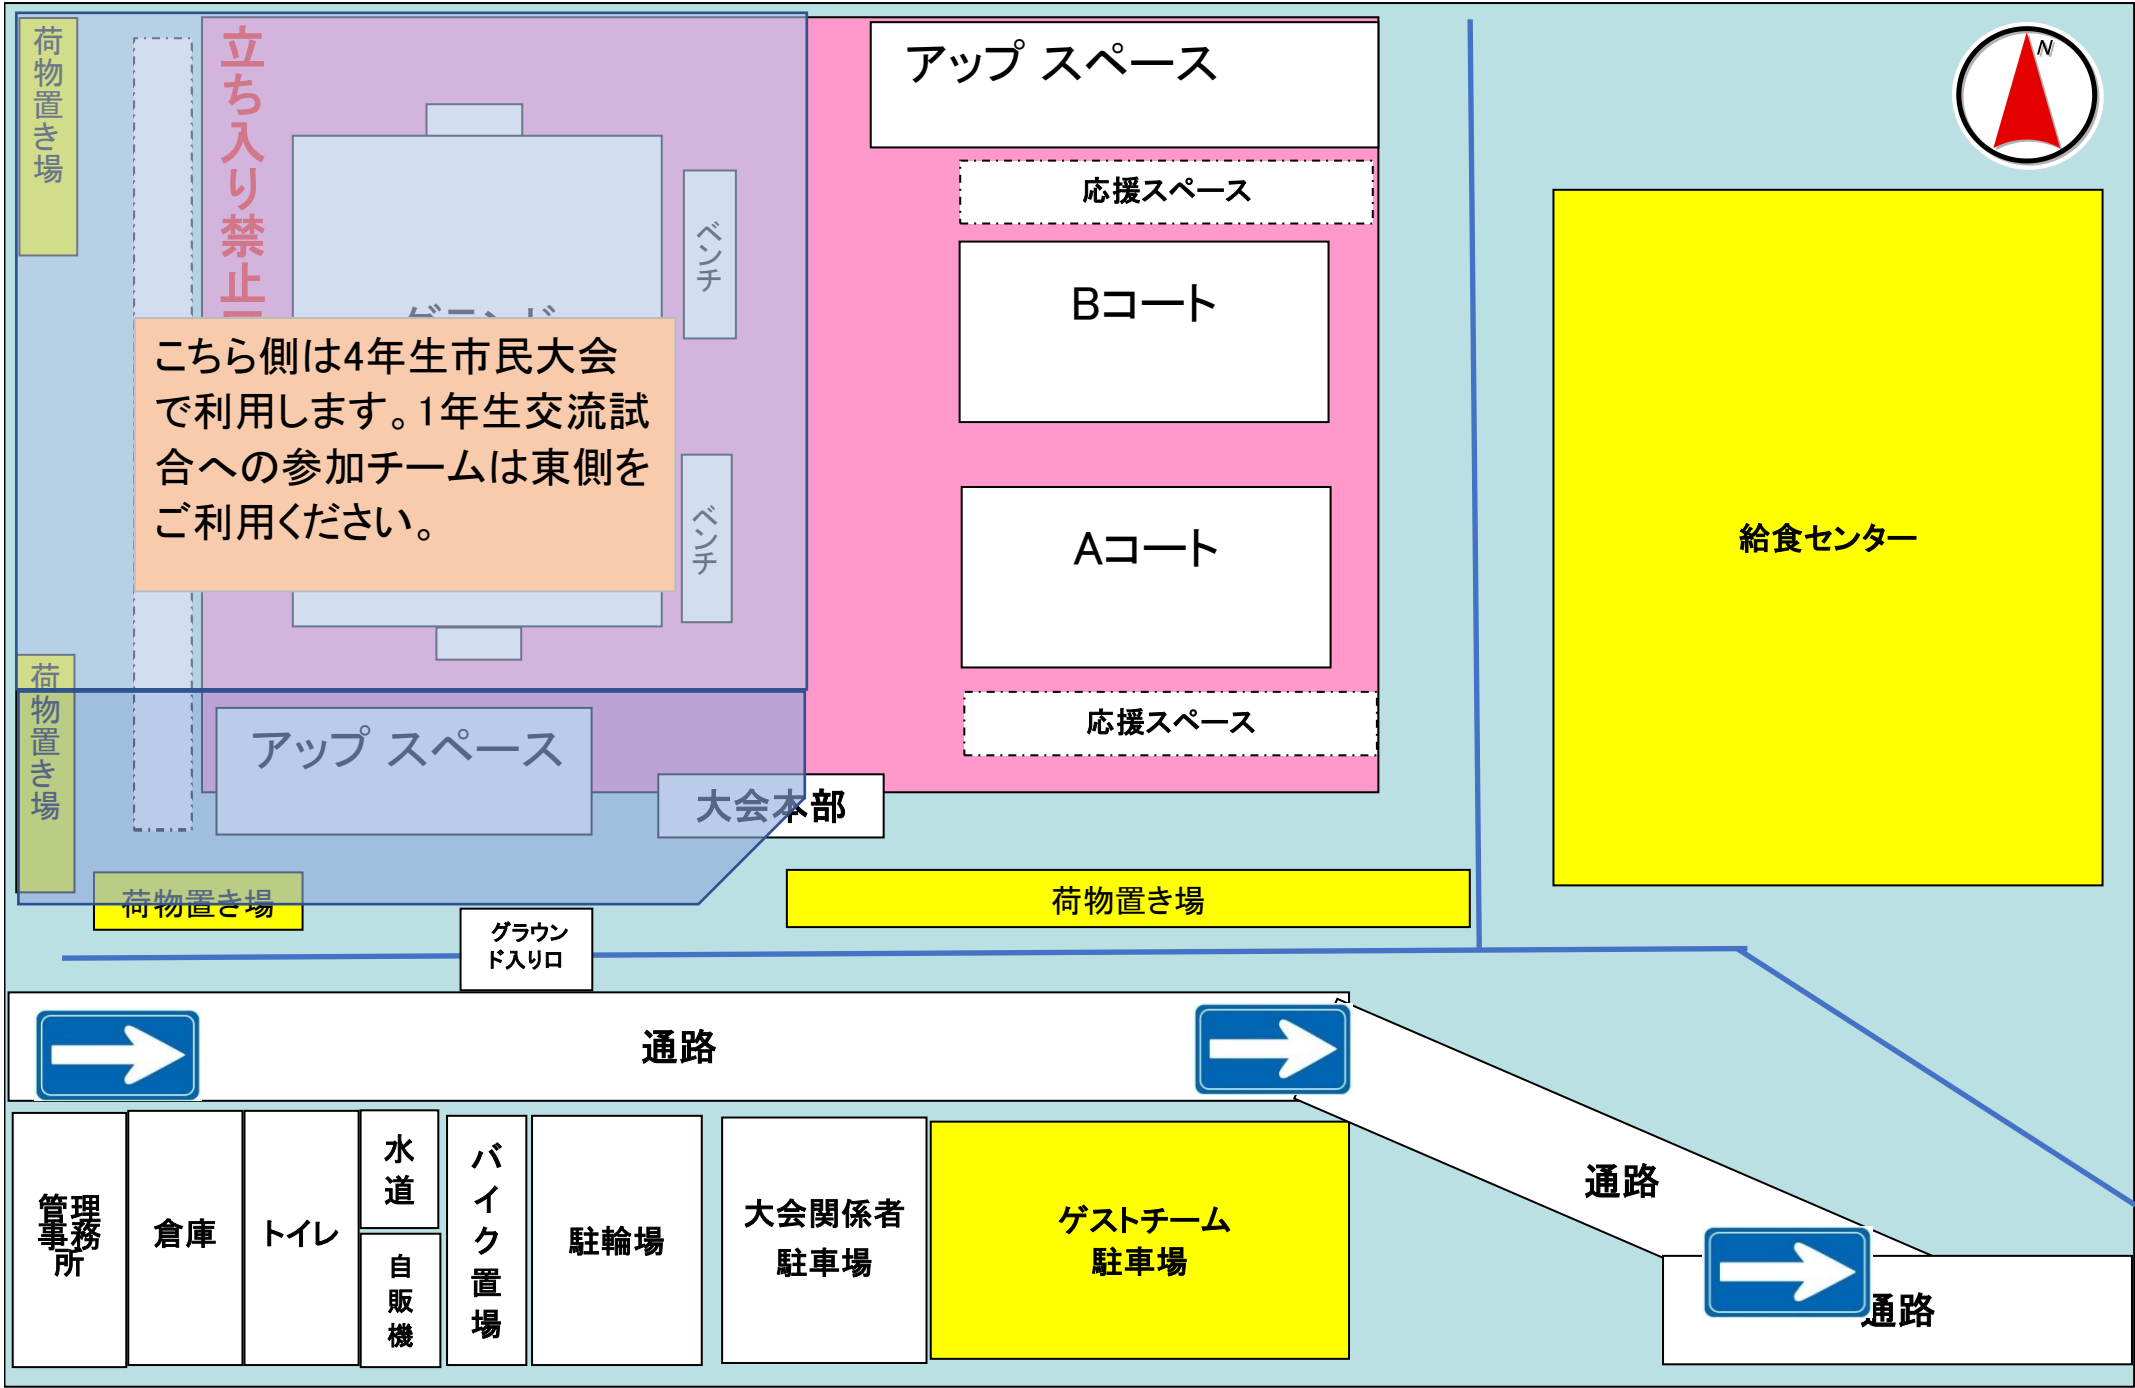 荷物置き場
立ち入り禁止
アップ スペース
N
応援スペース
ベンチ
Bコート
こちら側は4年生市民大会
で利用します。1年生交流試
合への参加チームは東側を
ご利用ください。
ベンチ
Aコート
給食センター
荷物置き場
応援スペース
アップ スペース
大会本部
荷物置き場
荷物置き場
グラウン
ド入り口
通路
通路
通路
管理
事務
所
倉庫
トイレ
水
道
自
販
機
バイク置場
駐輪場
大会関係者
駐車場
ゲストチーム
駐車場